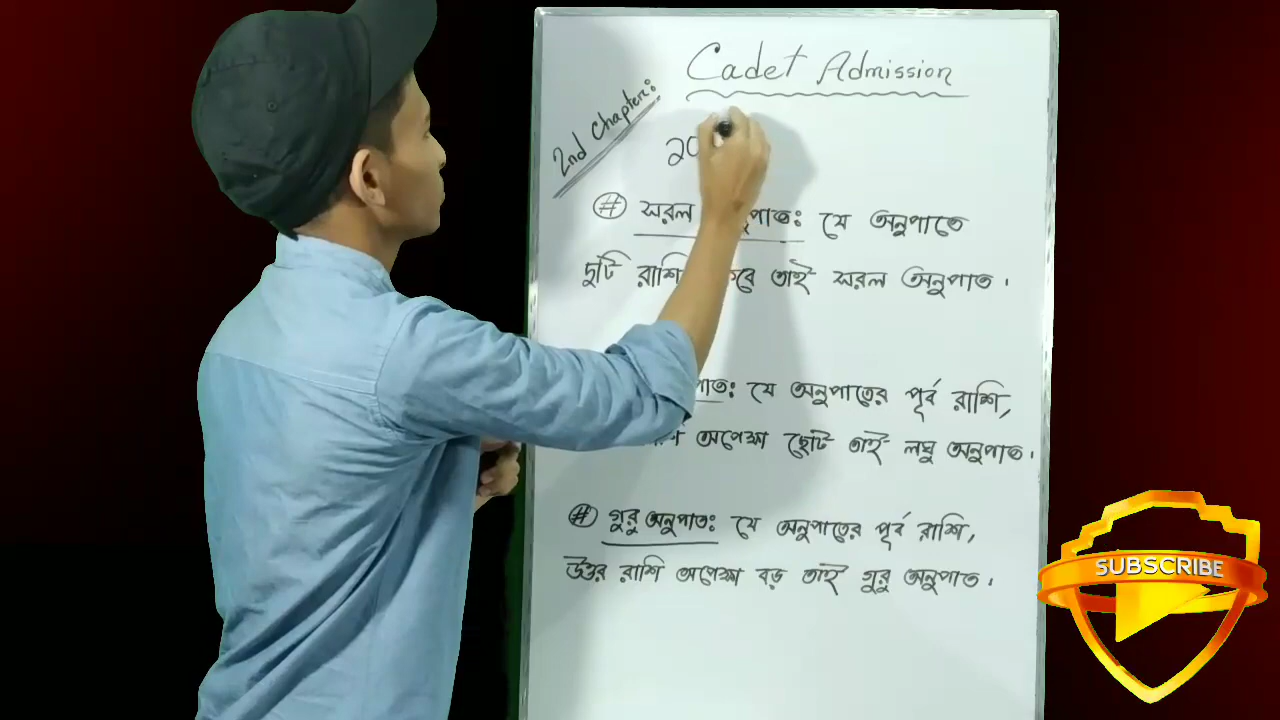 Cadet Admission
2nd Chapter:
২০
# সরল অনুপাত: যে অনুপাতে
দুটি রাশি থাকে তাই সরল অনুপাত।
যে অনুপাতের পূর্ব রাশি,
অপেক্ষা ছোট তাই লঘু অনুপাত।
# গুরু অনুপাত: যে অনুপাতের পূর্ব রাশি,
উত্তর রাশি অপেক্ষা বড় তাই গুরু অনুপাত।
SUBSCRIBE